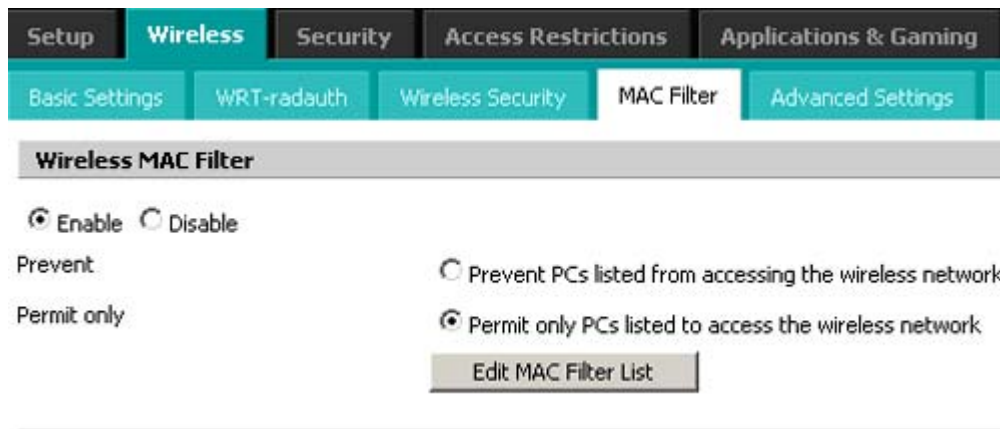 Setup Wireless Security Access Restrictions Applications & Gaming
Basic Settings WRT-radauth Wireless Security MAC Filter Advanced Settings
Wireless MAC Filter
Enable Disable
Prevent Prevent PCs listed from accessing the wireless network
Permit only Permit only PCs listed to access the wireless network
Edit MAC Filter List